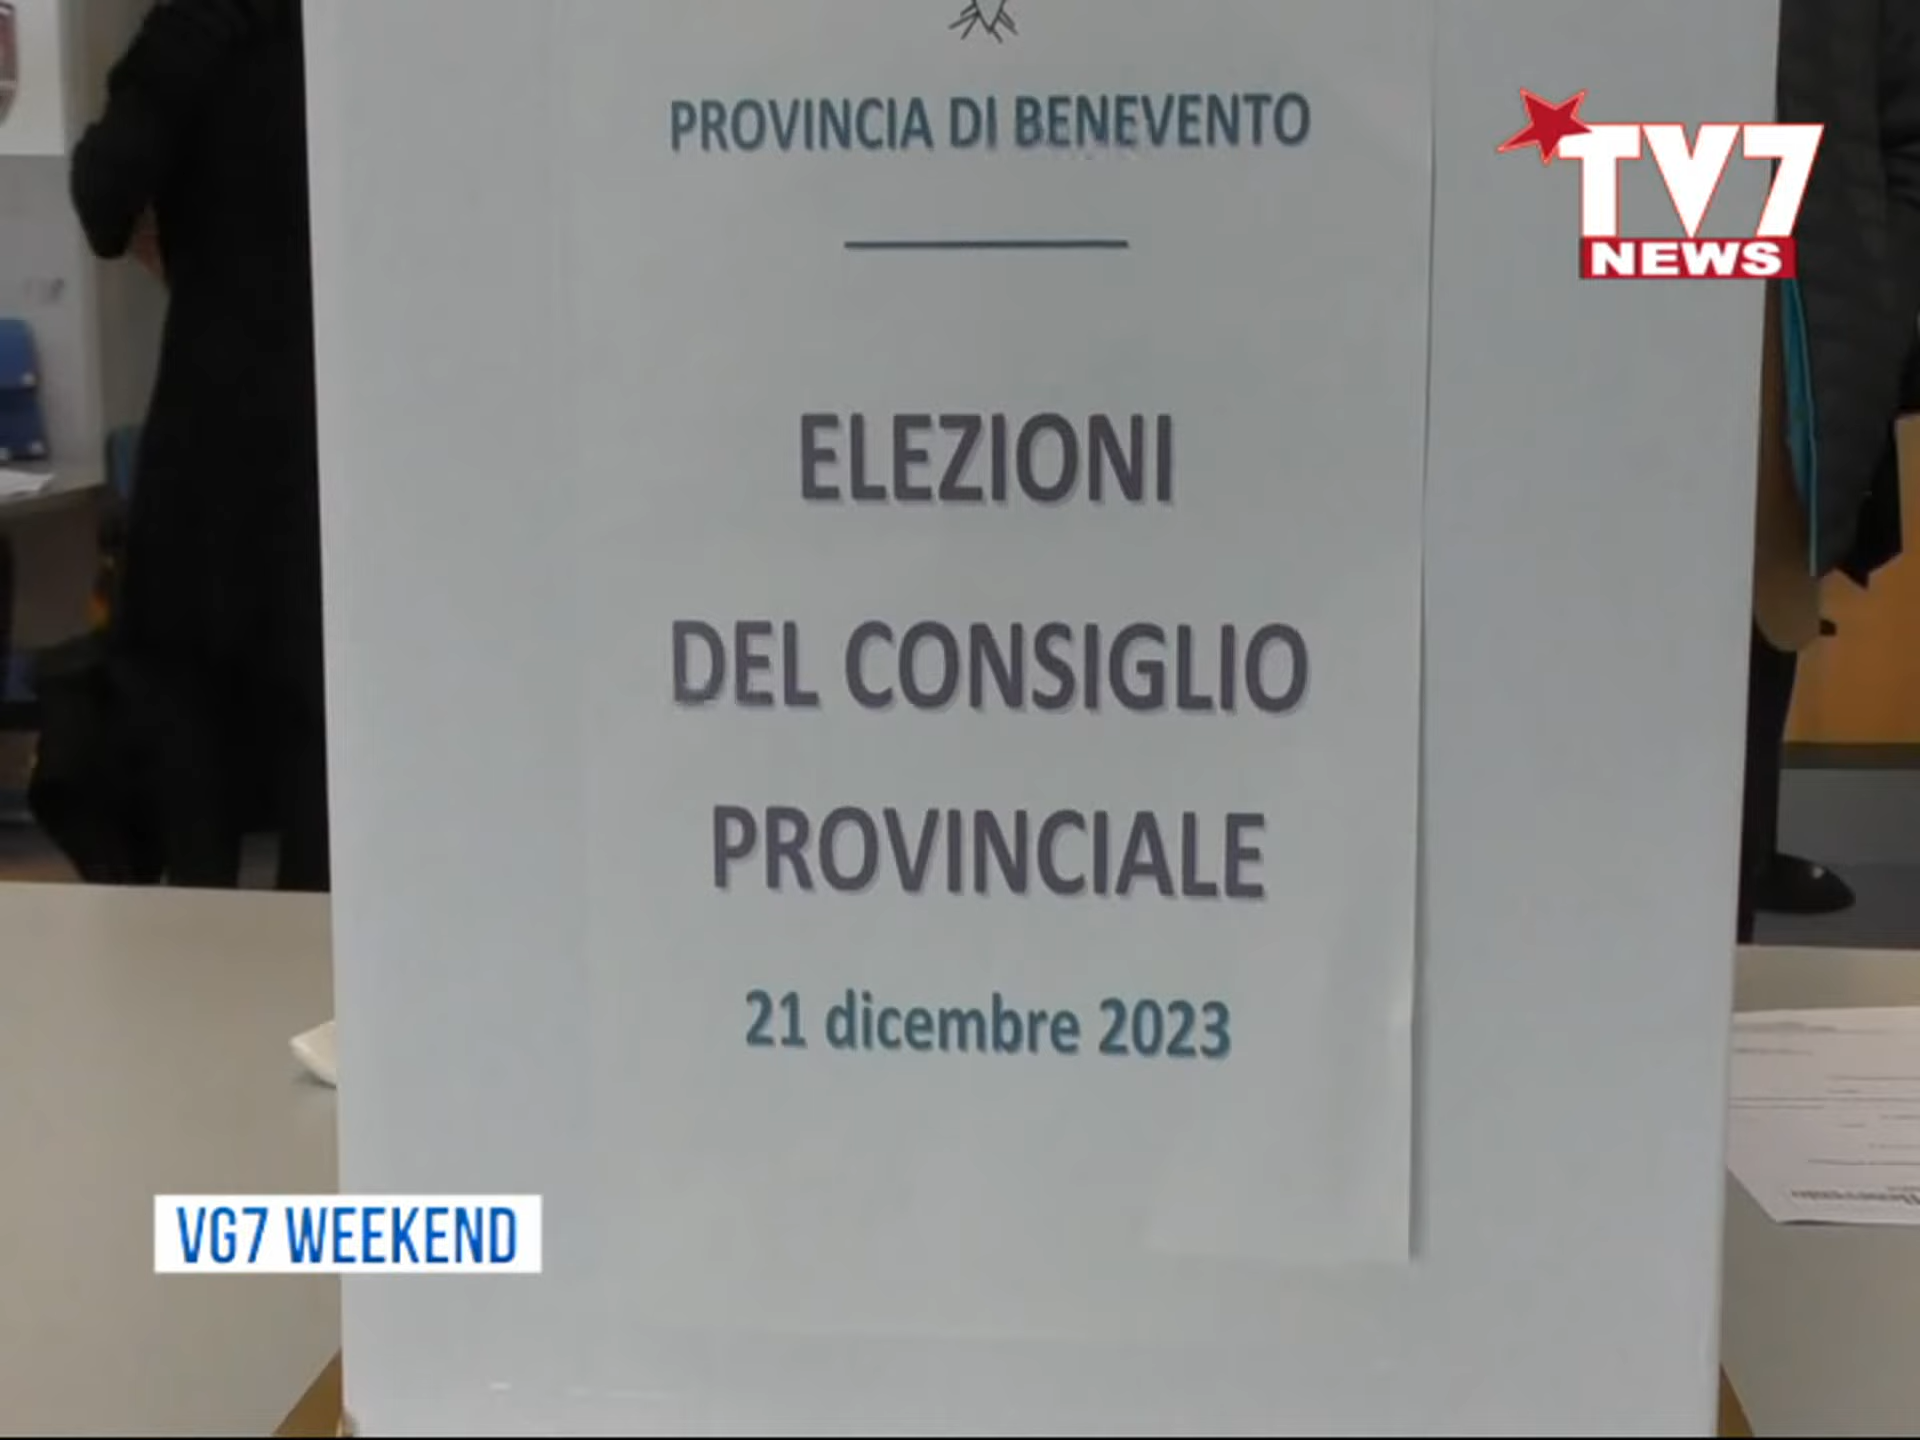 PROVINCIA DI BENEVENTO
TV7
NEWS
ELEZIONI
DEL CONSIGLIO
PROVINCIALE
21 dicembre 2023
VG7 WEEKEND